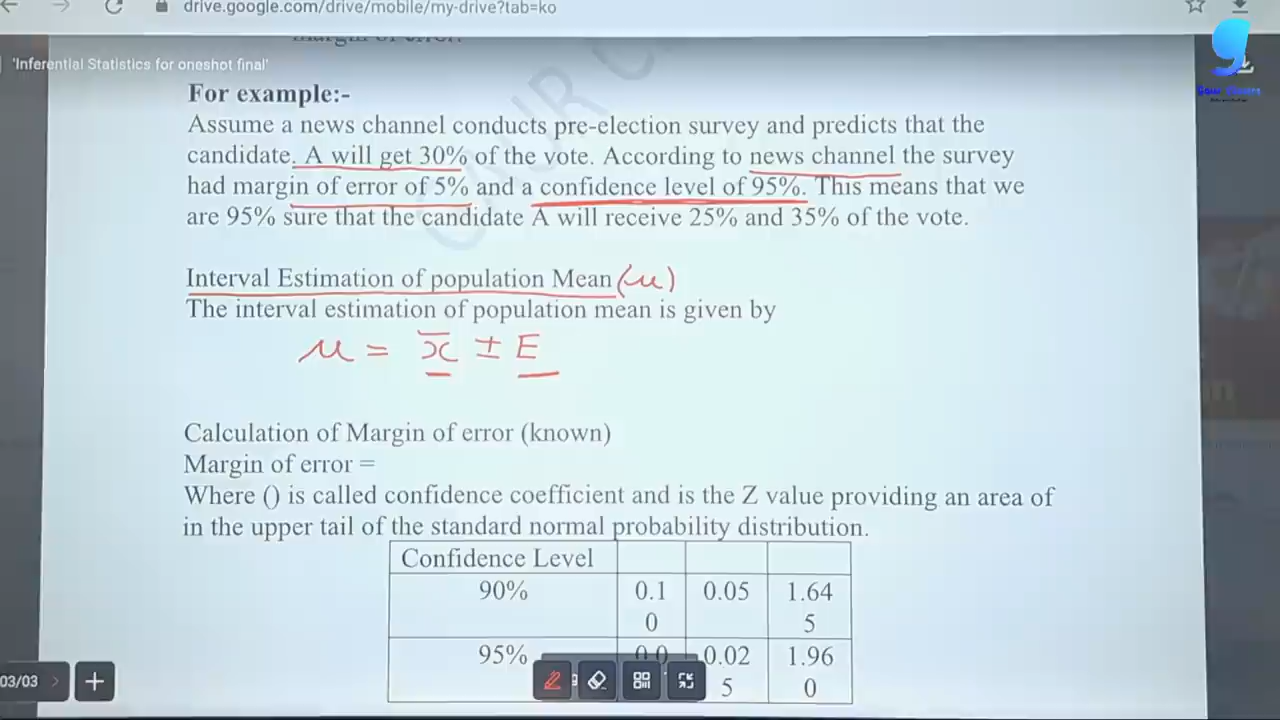 drive.google.com/drive/mobile/my-drive?tab=ko
margin of error.
'Inferential Statistics for oneshot final'
For example:-
Assume a news channel conducts pre-election survey and predicts that the
candidate. A will get 30% of the vote. According to news channel the survey
had margin of error of 5% and a confidence level of 95%. This means that we
are 95% sure that the candidate A will receive 25% and 35% of the vote.
Interval Estimation of population Mean (μ)
The interval estimation of population mean is given by
μ = x̄ ± E
Calculation of Margin of error (known)
Margin of error =
Where () is called confidence coefficient and is the Z value providing an area of
in the upper tail of the standard normal probability distribution.
Confidence Level
90% 0.1 0.05 1.64
0 5
95% 0.0 0.02 1.96
5 0
03/03